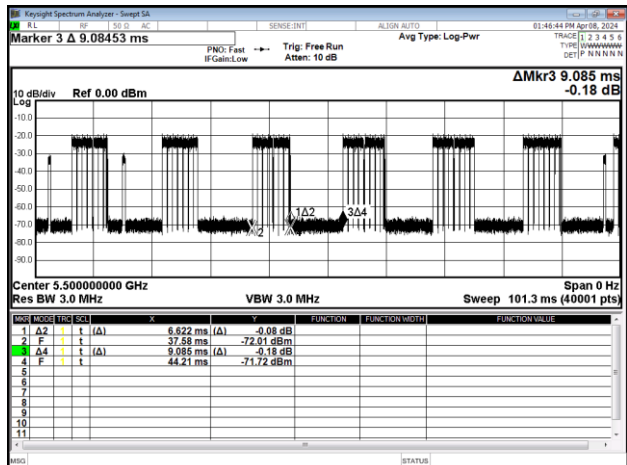 Keysight Spectrum Analyzer - Swept SA
RL RF 50 Ω AC SENSE:INT ALIGN AUTO 01:46:44 PM Apr 08, 2024
Marker 3 Δ 9.08453 ms
PNO: Fast
IFGain:Low
Trig: Free Run
Atten: 10 dB
Avg Type: Log-Pwr
TRACE 1 2 3 4 5 6
TYPE WWWWWW
DET P N N N N N
ΔMkr3 9.085 ms
-0.18 dB
10 dB/div Ref 0.00 dBm
Log
-10.0
-20.0
-30.0
-40.0
-50.0
-60.0
-70.0
-80.0
-90.0
2 1Δ2 3Δ4
Center 5.500000000 GHz Span 0 Hz
Res BW 3.0 MHz VBW 3.0 MHz Sweep 101.3 ms (40001 pts)
MKR MODE TRC SCL X Y FUNCTION FUNCTION WIDTH FUNCTION VALUE
1 Δ2 1 t (Δ) 6.622 ms (Δ) -0.08 dB
2 F 1 t 37.58 ms -72.01 dBm
3 Δ4 1 t (Δ) 9.085 ms (Δ) -0.18 dB
4 F 1 t 44.21 ms -71.72 dBm
5
6
7
8
9
10
11
MSG STATUS